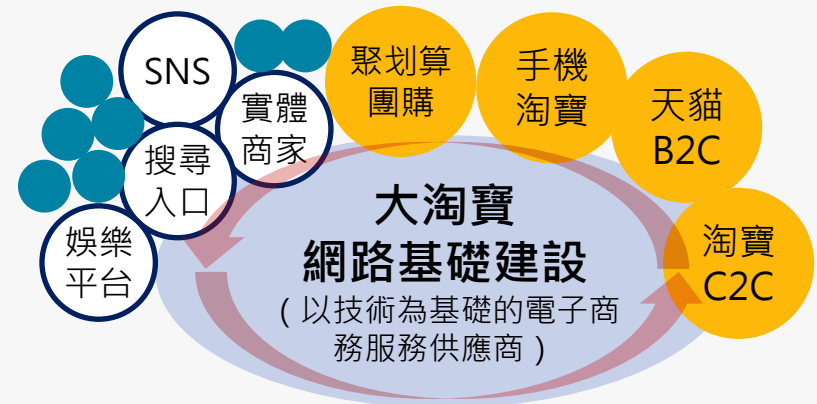 SNS
實體
商家
搜尋
入口
娛樂
平台
聚划算
團購
手機
淘寶
天貓
B2C
淘寶
C2C
大淘寶
網路基礎建設
(以技術為基礎的電子商
務服務供應商)